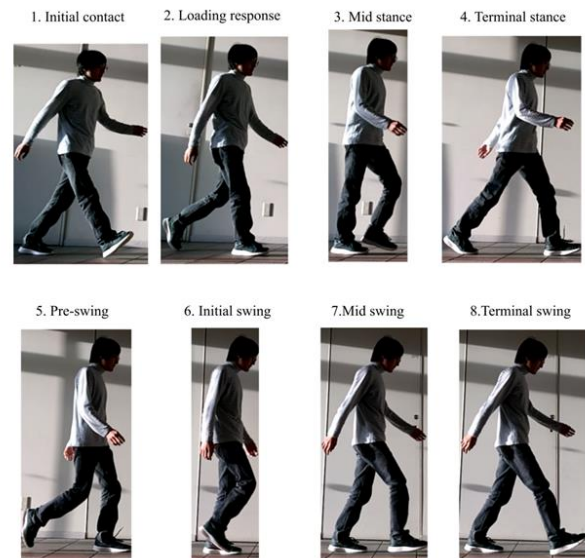 1. Initial contact
2. Loading response
3. Mid stance
4. Terminal stance
5. Pre-swing
6. Initial swing
7.Mid swing
8.Terminal swing